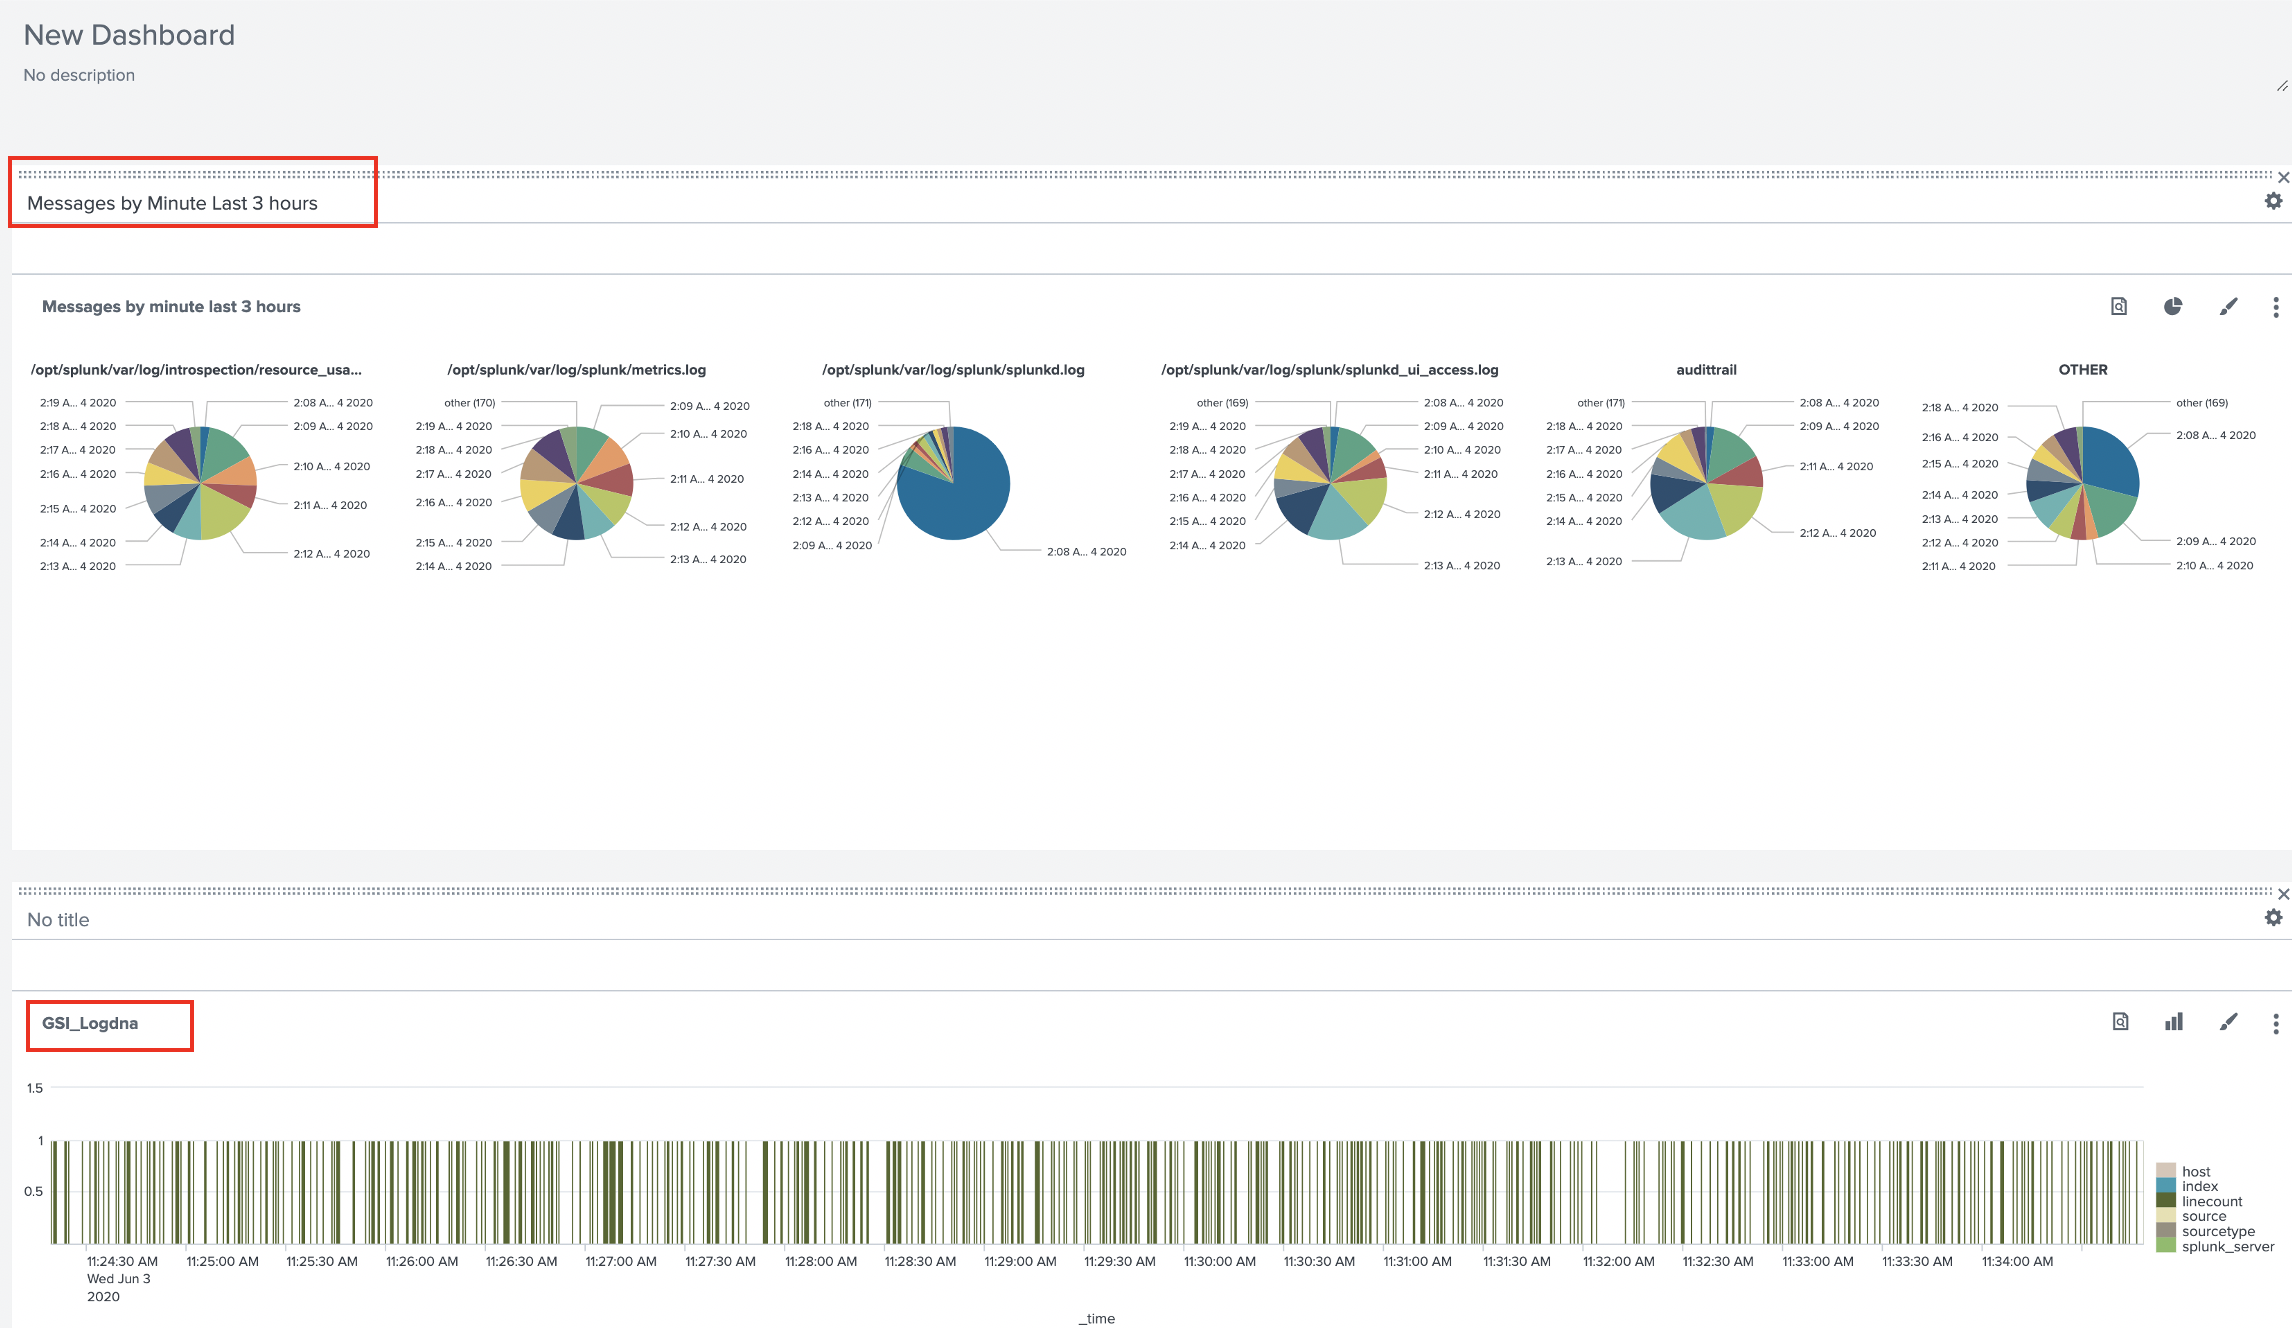 New Dashboard
No description
Messages by Minute Last 3 hours
Messages by minute last 3 hours
/opt/splunk/var/log/introspection/resource_usa...
2:19 A... 4 2020
2:18 A... 4 2020
2:17 A... 4 2020
2:16 A... 4 2020
2:15 A... 4 2020
2:14 A... 4 2020
2:13 A... 4 2020
2:08 A... 4 2020
2:09 A... 4 2020
2:10 A... 4 2020
2:11 A... 4 2020
2:12 A... 4 2020
/opt/splunk/var/log/splunk/metrics.log
other (170)
2:19 A... 4 2020
2:18 A... 4 2020
2:17 A... 4 2020
2:16 A... 4 2020
2:15 A... 4 2020
2:14 A... 4 2020
2:09 A... 4 2020
2:10 A... 4 2020
2:11 A... 4 2020
2:12 A... 4 2020
2:13 A... 4 2020
/opt/splunk/var/log/splunk/splunkd.log
other (171)
2:18 A... 4 2020
2:16 A... 4 2020
2:14 A... 4 2020
2:13 A... 4 2020
2:12 A... 4 2020
2:09 A... 4 2020
2:08 A... 4 2020
/opt/splunk/var/log/splunk/splunkd_ui_access.log
other (169)
2:19 A... 4 2020
2:18 A... 4 2020
2:17 A... 4 2020
2:16 A... 4 2020
2:15 A... 4 2020
2:14 A... 4 2020
2:08 A... 4 2020
2:09 A... 4 2020
2:10 A... 4 2020
2:11 A... 4 2020
2:12 A... 4 2020
2:13 A... 4 2020
audittrail
other (171)
2:18 A... 4 2020
2:17 A... 4 2020
2:16 A... 4 2020
2:15 A... 4 2020
2:14 A... 4 2020
2:13 A... 4 2020
2:08 A... 4 2020
2:09 A... 4 2020
2:11 A... 4 2020
2:12 A... 4 2020
OTHER
2:18 A... 4 2020
2:16 A... 4 2020
2:15 A... 4 2020
2:14 A... 4 2020
2:13 A... 4 2020
2:12 A... 4 2020
2:11 A... 4 2020
other (169)
2:08 A... 4 2020
2:09 A... 4 2020
2:10 A... 4 2020
No title
GSI_Logdna
1.5
1
0.5
host
index
linecount
source
sourcetype
splunk_server
11:24:30 AM 11:25:00 AM 11:25:30 AM 11:26:00 AM 11:26:30 AM 11:27:00 AM 11:27:30 AM 11:28:00 AM 11:28:30 AM 11:29:00 AM 11:29:30 AM 11:30:00 AM 11:30:30 AM 11:31:00 AM 11:31:30 AM 11:32:00 AM 11:32:30 AM 11:33:00 AM 11:33:30 AM 11:34:00 AM
Wed Jun 3
2020
_time